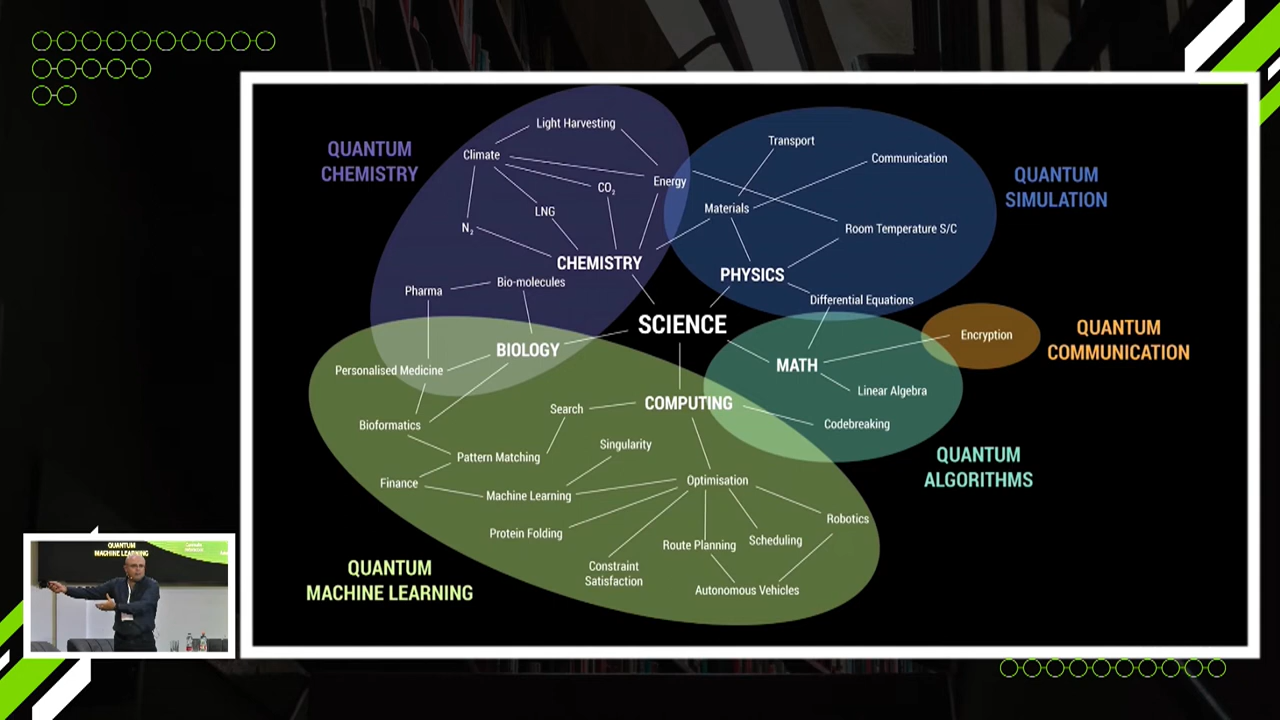 QUANTUM
CHEMISTRY
Light Harvesting
Climate
CO₂
Energy
LNG
N₂
CHEMISTRY
Bio-molecules
Pharma
Transport
Communication
Materials
Room Temperature S/C
PHYSICS
Differential Equations
QUANTUM
SIMULATION
SCIENCE
Encryption
QUANTUM
COMMUNICATION
BIOLOGY
Personalised Medicine
MATH
Linear Algebra
COMPUTING
Codebreaking
Search
Bioformatics
Singularity
Pattern Matching
QUANTUM
ALGORITHMS
Finance
Optimisation
Machine Learning
Protein Folding
Robotics
Route Planning
Scheduling
Constraint
Satisfaction
Autonomous Vehicles
QUANTUM
MACHINE LEARNING
QUANTUM
MACHINE LEARNING